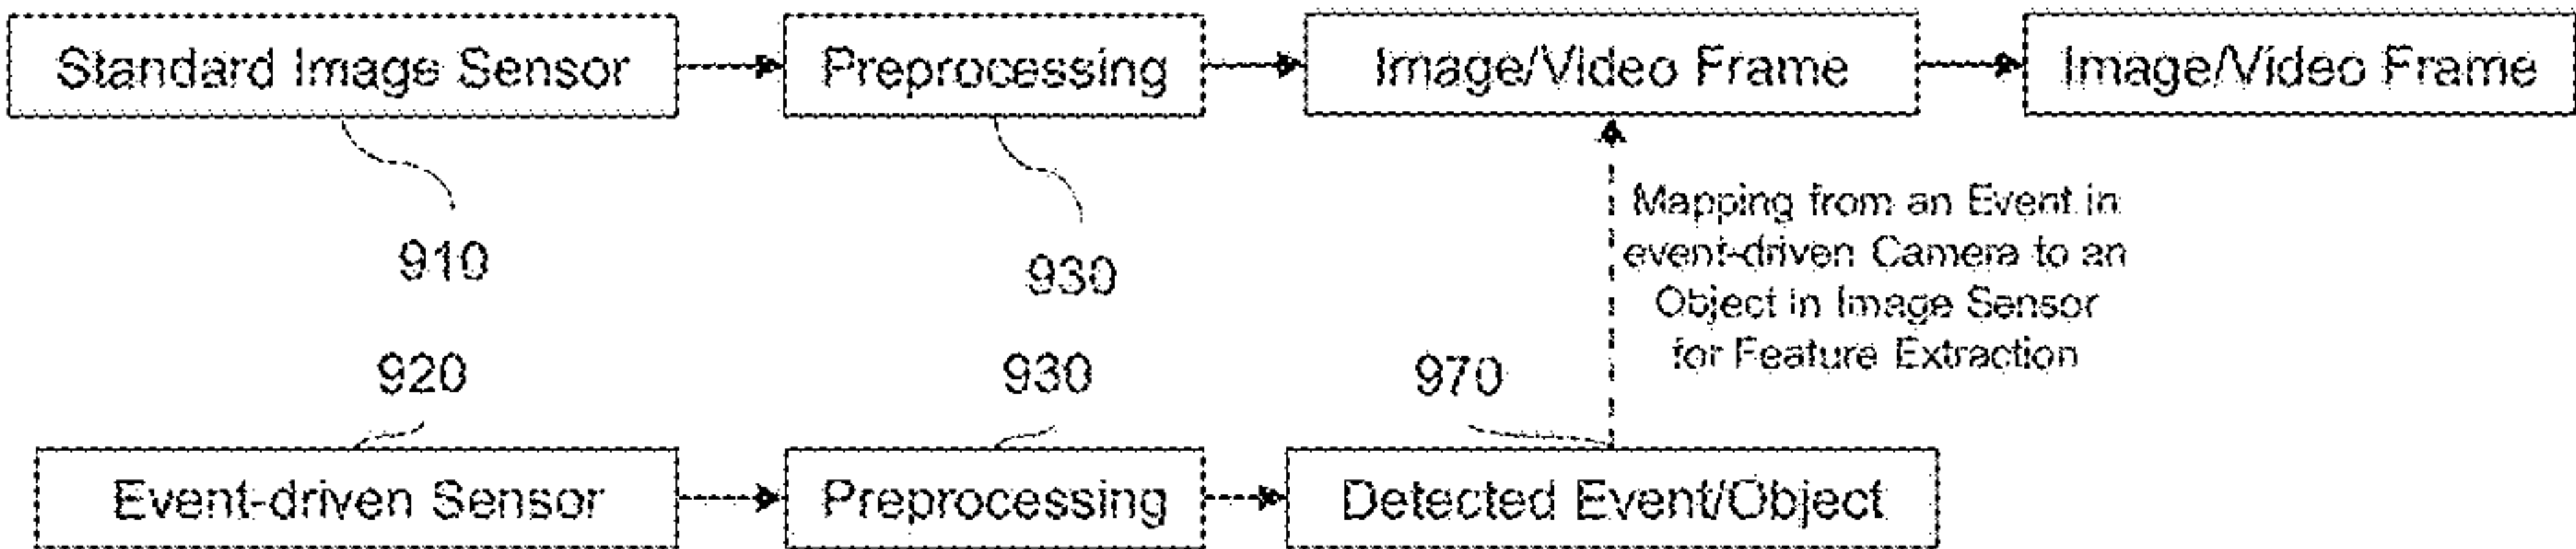 Standard Image Sensor
Preprocessing
Image/Video Frame
Image/Video Frame
910
930
Mapping from an Event in
event-driven Camera to an
Object in Image Sensor
for Feature Extraction
920
930
970
Event-driven Sensor
Preprocessing
Detected Event/Object